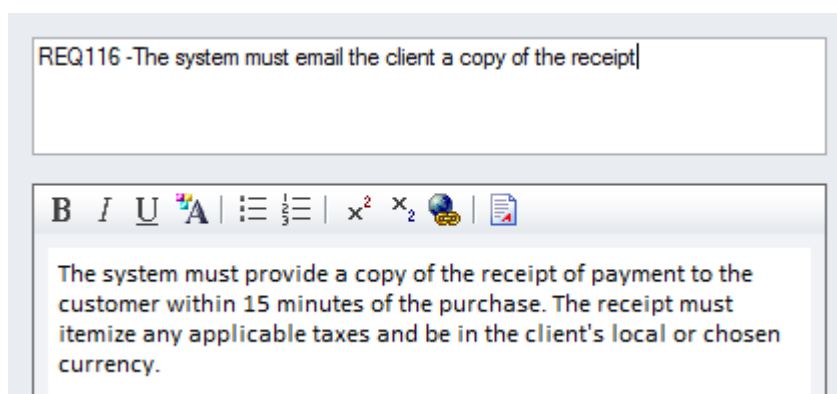 REQ116 -The system must email the client a copy of the receipt
B I U A x² x₂
The system must provide a copy of the receipt of payment to the
customer within 15 minutes of the purchase. The receipt must
itemize any applicable taxes and be in the client's local or chosen
currency.